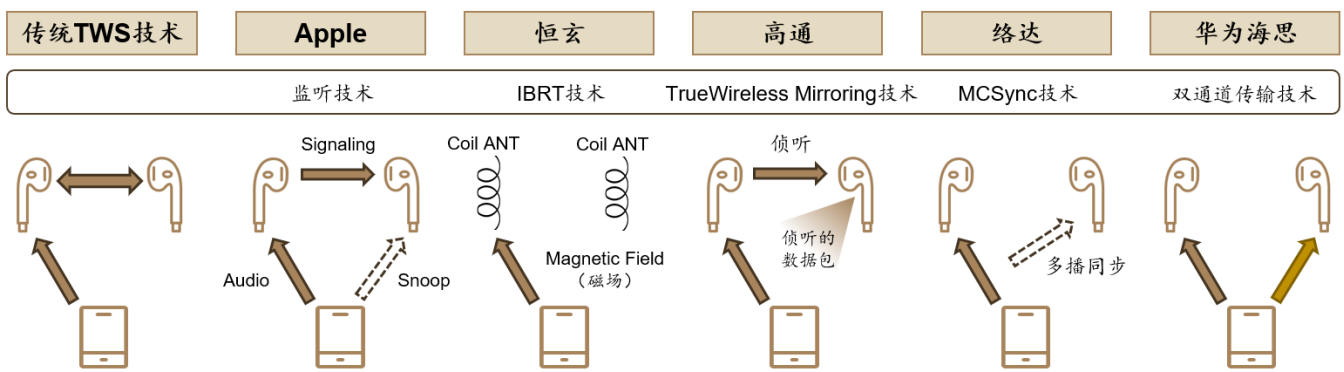 传统TWS技术
Apple
恒玄
高通
络达
华为海思
监听技术
IBRT技术
TrueWireless Mirroring技术
MCSync技术
双通道传输技术
Signaling
Audio
Snoop
Coil ANT
Coil ANT
Magnetic Field
（磁场）
侦听
侦听的
数据包
多播同步